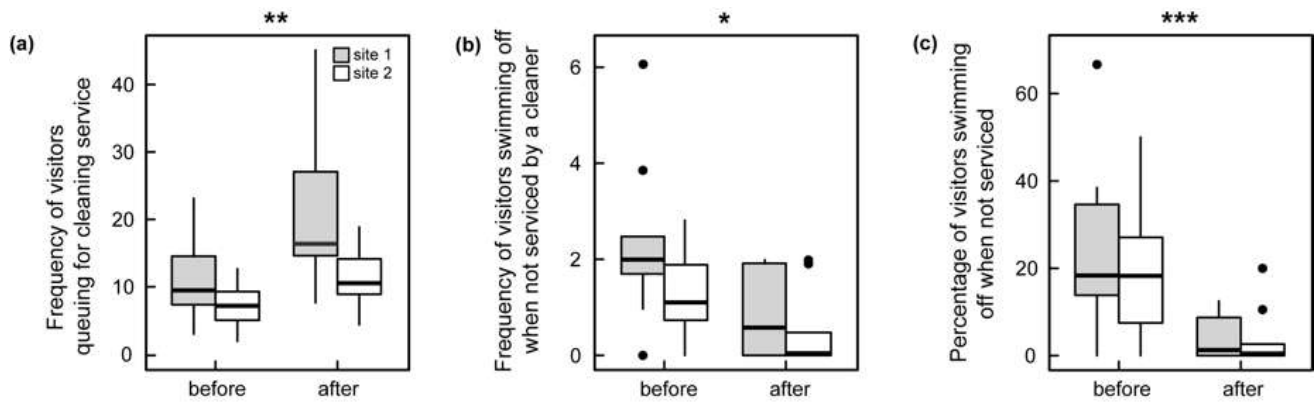 **
(a)
site 1
site 2
Frequency of visitors
queuing for cleaning service
40
30
20
10
0
before
after
*
(b)
Frequency of visitors swimming off
when not serviced by a cleaner
6
4
2
0
before
after
***
(c)
Percentage of visitors swimming
off when not serviced
60
40
20
0
before
after